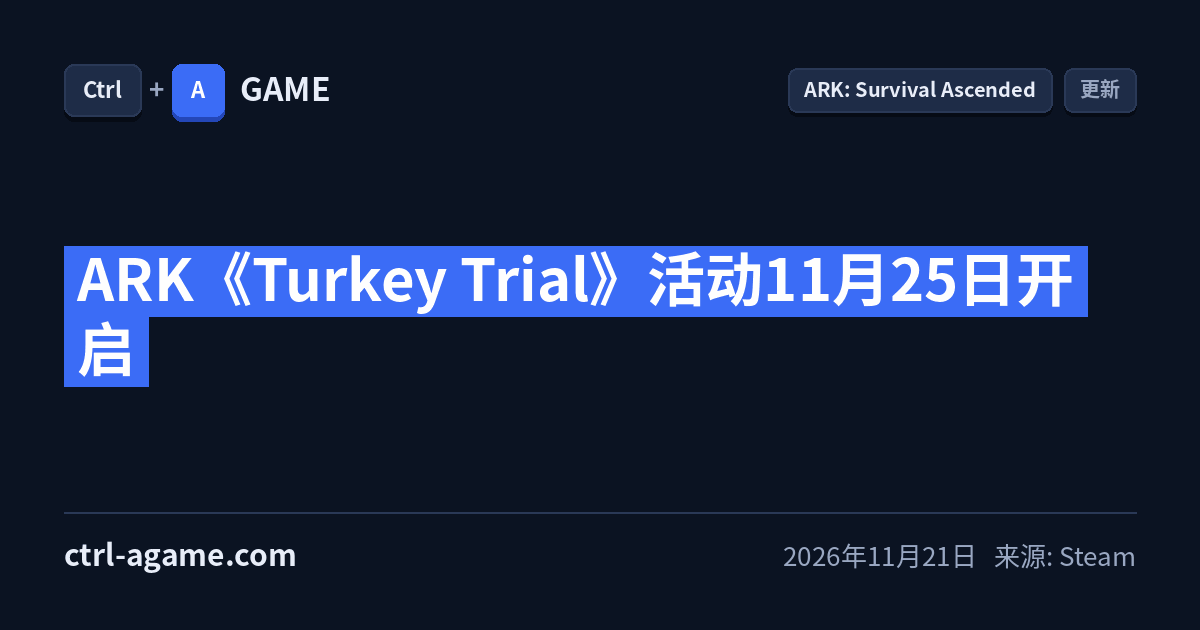 Ctrl + A GAME
ARK: Survival Ascended 更新
ARK《Turkey Trial》活动11月25日开
启
ctrl-agame.com
2026年11月21日 来源: Steam